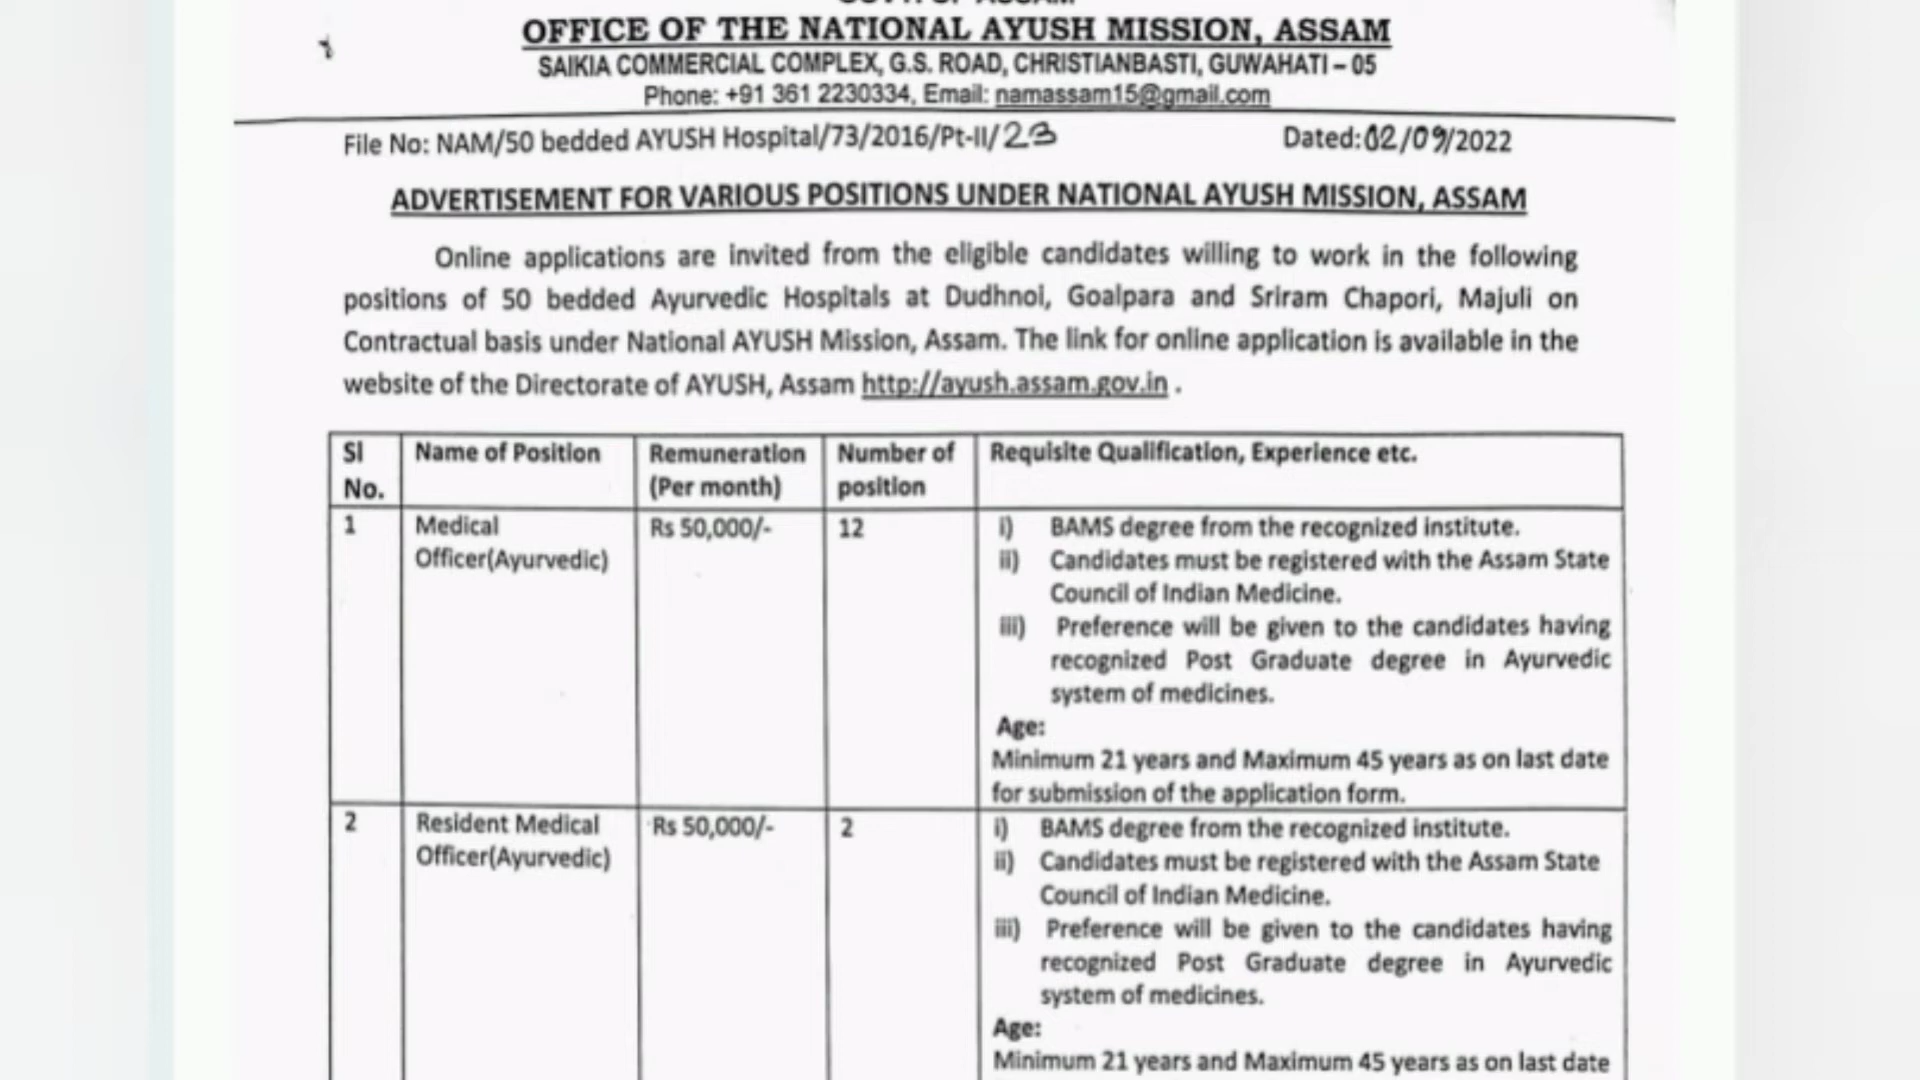 OFFICE OF THE NATIONAL AYUSH MISSION, ASSAM
SAIKIA COMMERCIAL COMPLEX, G.S. ROAD, CHRISTIANBASTI, GUWAHATI – 05
Phone: +91 361 2230334, Email: namassam15@gmail.com
File No: NAM/50 bedded AYUSH Hospital/73/2016/Pt-II/23 Dated:02/09/2022
ADVERTISEMENT FOR VARIOUS POSITIONS UNDER NATIONAL AYUSH MISSION, ASSAM
Online applications are invited from the eligible candidates willing to work in the following
positions of 50 bedded Ayurvedic Hospitals at Dudhnoi, Goalpara and Sriram Chapori, Majuli on
Contractual basis under National AYUSH Mission, Assam. The link for online application is available in the
website of the Directorate of AYUSH, Assam http://ayush.assam.gov.in .
Sl No. Name of Position Remuneration (Per month) Number of position Requisite Qualification, Experience etc.
1 Medical Officer(Ayurvedic) Rs 50,000/- 12
i) BAMS degree from the recognized institute.
ii) Candidates must be registered with the Assam State
Council of Indian Medicine.
iii) Preference will be given to the candidates having
recognized Post Graduate degree in Ayurvedic
system of medicines.
Age:
Minimum 21 years and Maximum 45 years as on last date
for submission of the application form.
2 Resident Medical Officer(Ayurvedic) Rs 50,000/- 2
i) BAMS degree from the recognized institute.
ii) Candidates must be registered with the Assam State
Council of Indian Medicine.
iii) Preference will be given to the candidates having
recognized Post Graduate degree in Ayurvedic
system of medicines.
Age:
Minimum 21 years and Maximum 45 years as on last date